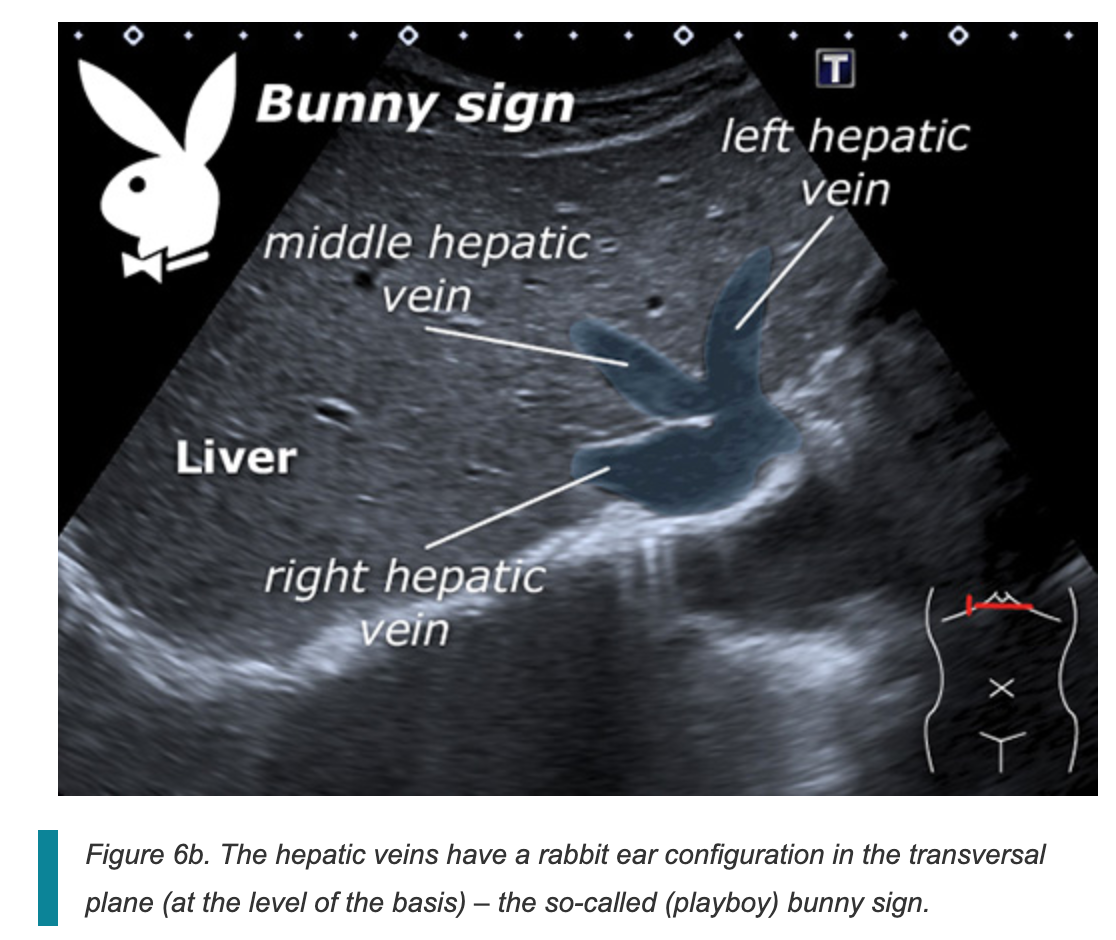 Bunny sign
T
left hepatic
vein
middle hepatic
vein
Liver
right hepatic
vein
Figure 6b. The hepatic veins have a rabbit ear configuration in the transversal
plane (at the level of the basis) – the so-called (playboy) bunny sign.